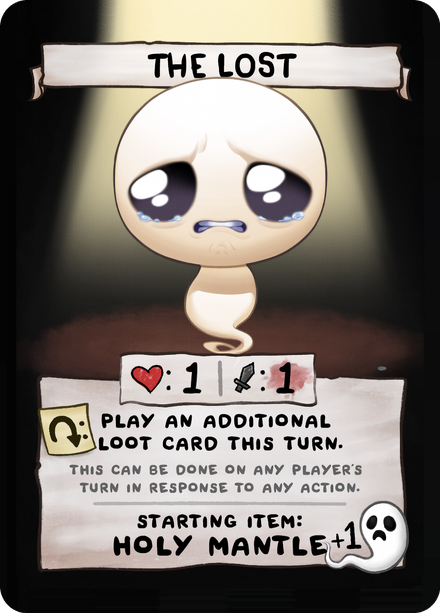 THE LOST
: 1 | : 1
: PLAY AN ADDITIONAL
LOOT CARD THIS TURN.
THIS CAN BE DONE ON ANY PLAYER'S
TURN IN RESPONSE TO ANY ACTION.
STARTING ITEM:
HOLY MANTLE +1